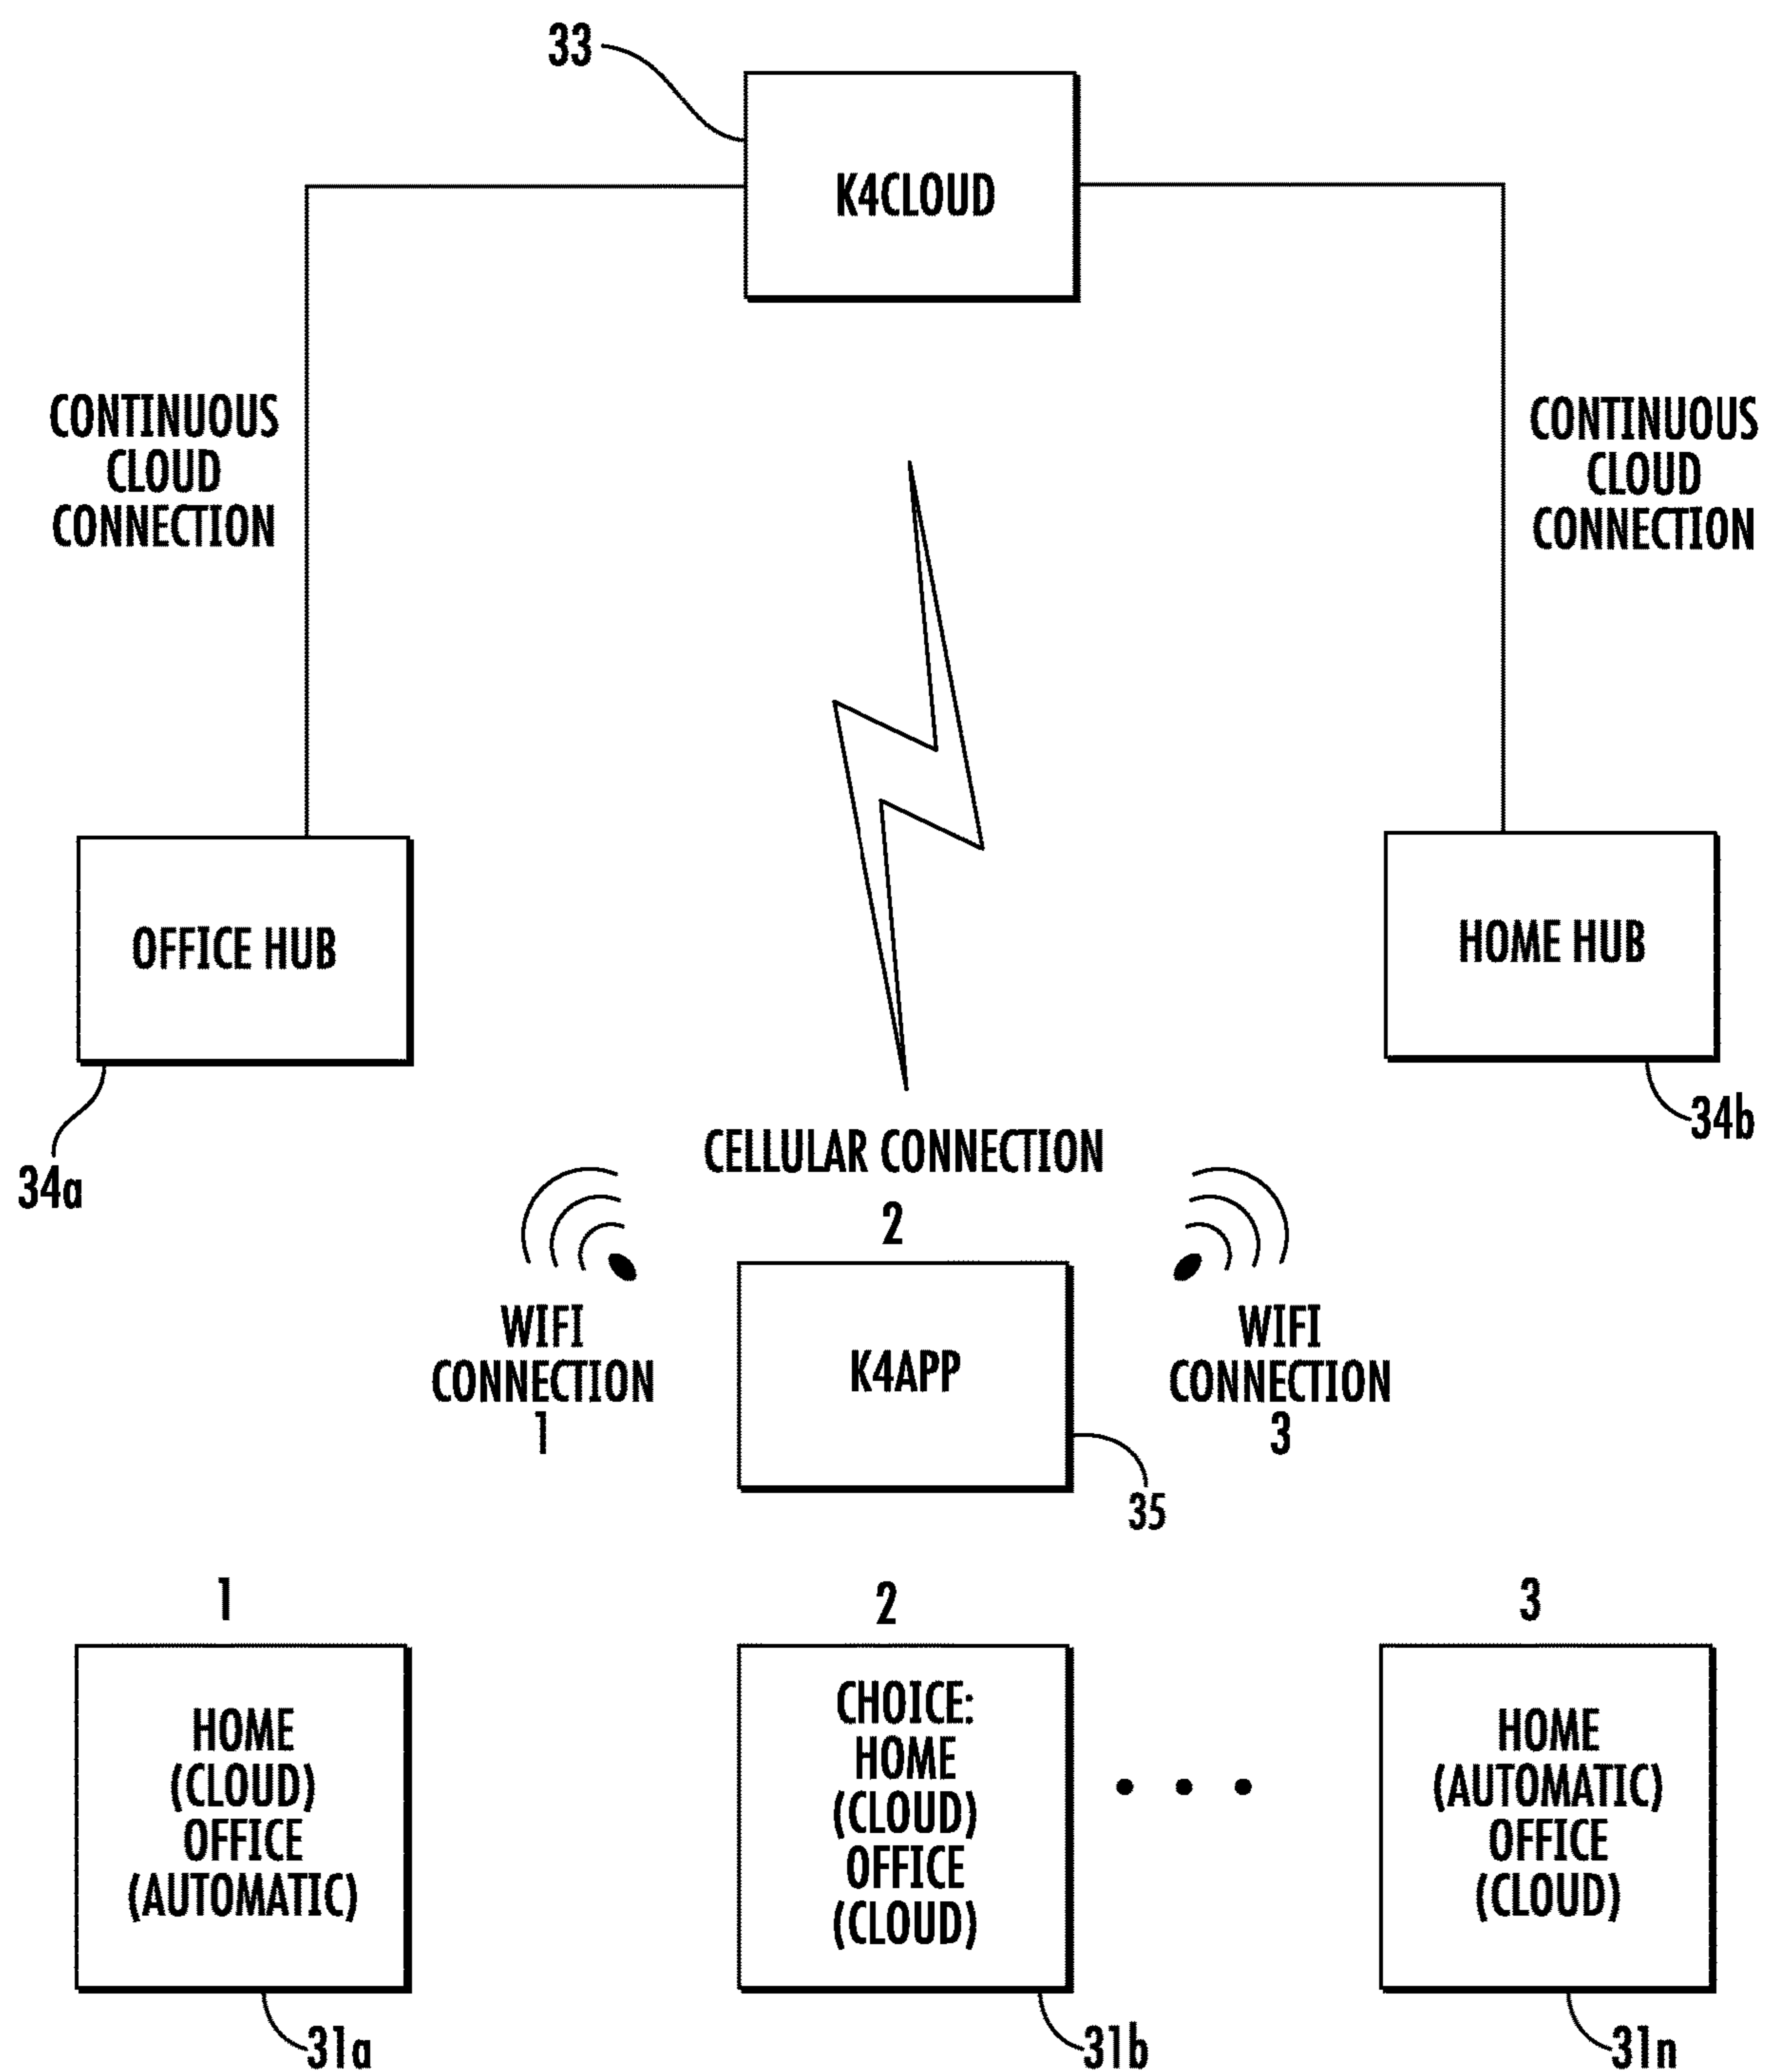 33
K4CLOUD
CONTINUOUS
CLOUD
CONNECTION
CONTINUOUS
CLOUD
CONNECTION
OFFICE HUB
HOME HUB
34a
34b
CELLULAR CONNECTION
2
WIFI
CONNECTION
1
K4APP
WIFI
CONNECTION
3
35
1
HOME
(CLOUD)
OFFICE
(AUTOMATIC)
31a
2
CHOICE:
HOME
(CLOUD)
OFFICE
(CLOUD)
31b
3
HOME
(AUTOMATIC)
OFFICE
(CLOUD)
31n